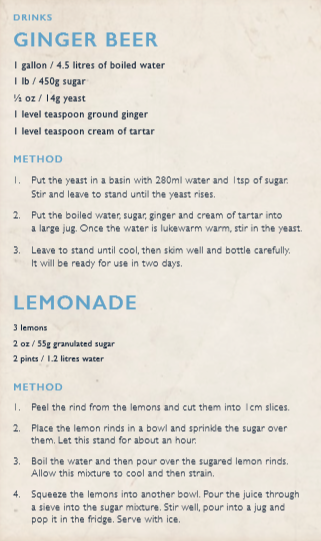 DRINKS
GINGER BEER
1 gallon / 4.5 litres of boiled water
1 lb / 450g sugar
½ oz / 14g yeast
1 level teaspoon ground ginger
1 level teaspoon cream of tartar
METHOD
1. Put the yeast in a basin with 280ml water and 1tsp of sugar.
Stir and leave to stand until the yeast rises.
2. Put the boiled water, sugar, ginger and cream of tartar into
a large jug. Once the water is lukewarm warm, stir in the yeast.
3. Leave to stand until cool, then skim well and bottle carefully.
It will be ready for use in two days.
LEMONADE
3 lemons
2 oz / 55g granulated sugar
2 pints / 1.2 litres water
METHOD
1. Peel the rind from the lemons and cut them into 1cm slices.
2. Place the lemon rinds in a bowl and sprinkle the sugar over
them. Let this stand for about an hour.
3. Boil the water and then pour over the sugared lemon rinds.
Allow this mixture to cool and then strain.
4. Squeeze the lemons into another bowl. Pour the juice through
a sieve into the sugar mixture. Stir well, pour into a jug and
pop it in the fridge. Serve with ice.